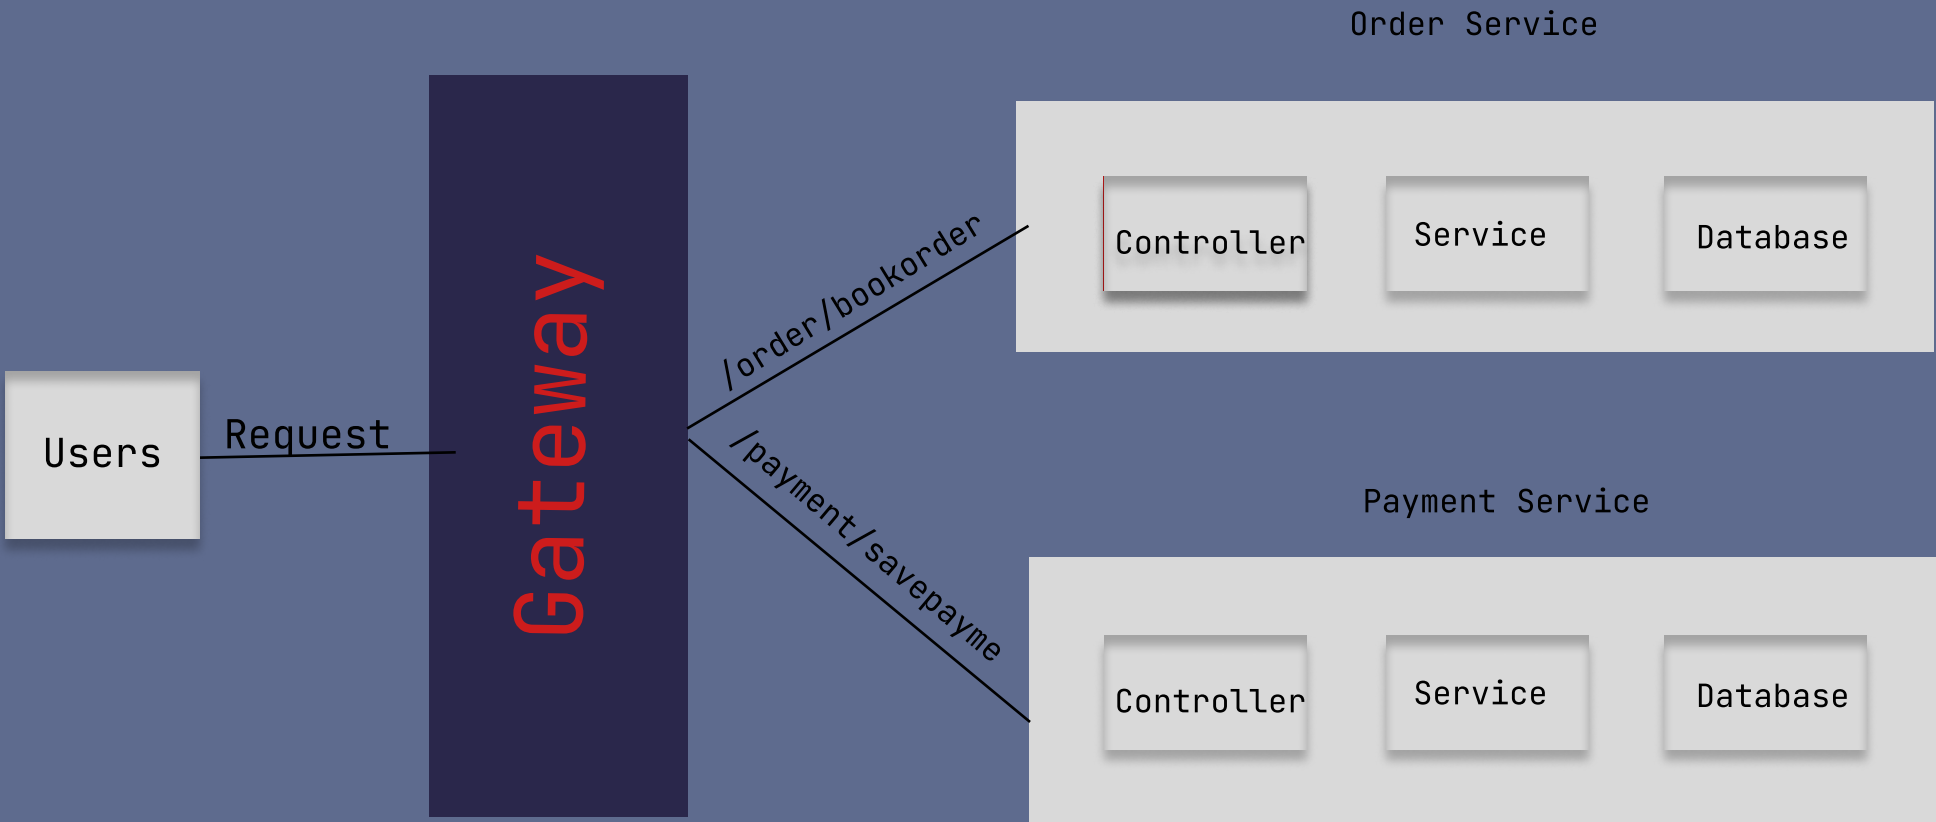 Order Service
Controller
Service
Database
/order/bookorder
Gateway
Users
Request
/payment/savepayme
Payment Service
Controller
Service
Database